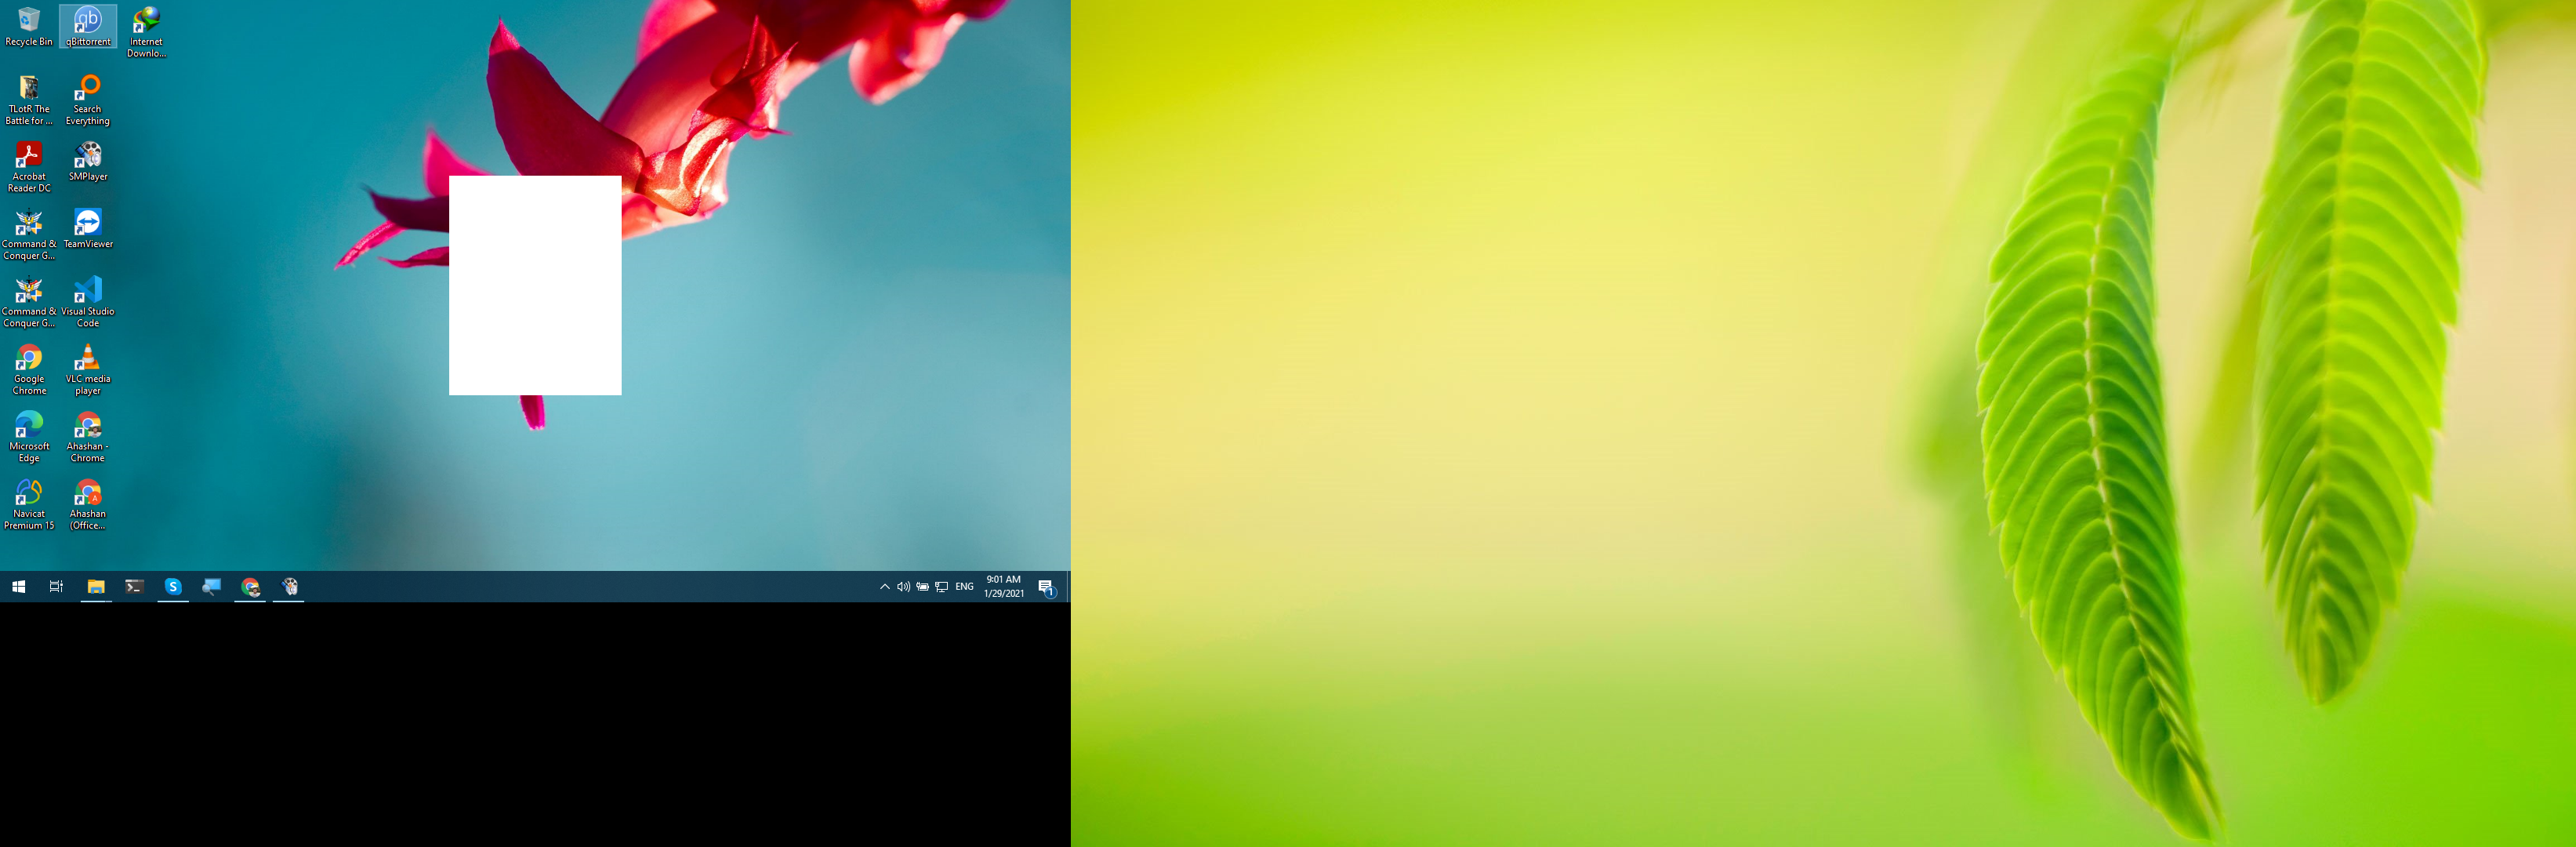 Recycle Bin
qBittorrent
Internet
Downlo...
TLotR The
Battle for ...
Search
Everything
Acrobat
Reader DC
SMPlayer
Command &
Conquer G...
TeamViewer
Command &
Conquer G...
Visual Studio
Code
Google
Chrome
VLC media
player
Microsoft
Edge
Ahashan -
Chrome
Navicat
Premium 15
Ahashan
(Office...
ENG
9:01 AM
1/29/2021
1